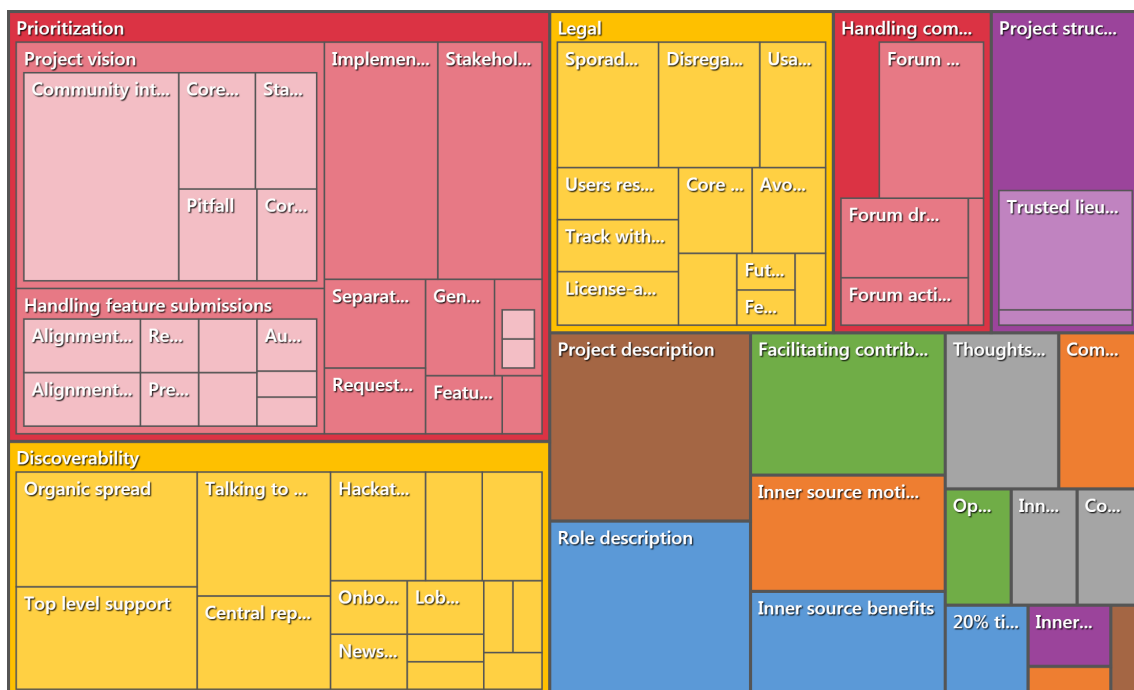 Prioritization
Project vision
Community int...
Core...
Sta...
Pitfall
Cor...
Implemen...
Stakehol...
Handling feature submissions
Alignment...
Re...
Au...
Alignment...
Pre...
Separat...
Gen...
Request...
Featu...
Discoverability
Organic spread
Talking to ...
Hackat...
Top level support
Central rep...
Onbo...
Lob...
News...
Legal
Sporad...
Disrega...
Usa...
Users res...
Core ...
Avo...
Track with...
License-a...
Fut...
Fe...
Handling com...
Forum ...
Forum dr...
Forum acti...
Project struc...
Trusted lieu...
Project description
Role description
Facilitating contrib...
Inner source moti...
Inner source benefits
Thoughts...
Com...
Op...
Inn...
Co...
20% ti...
Inner...